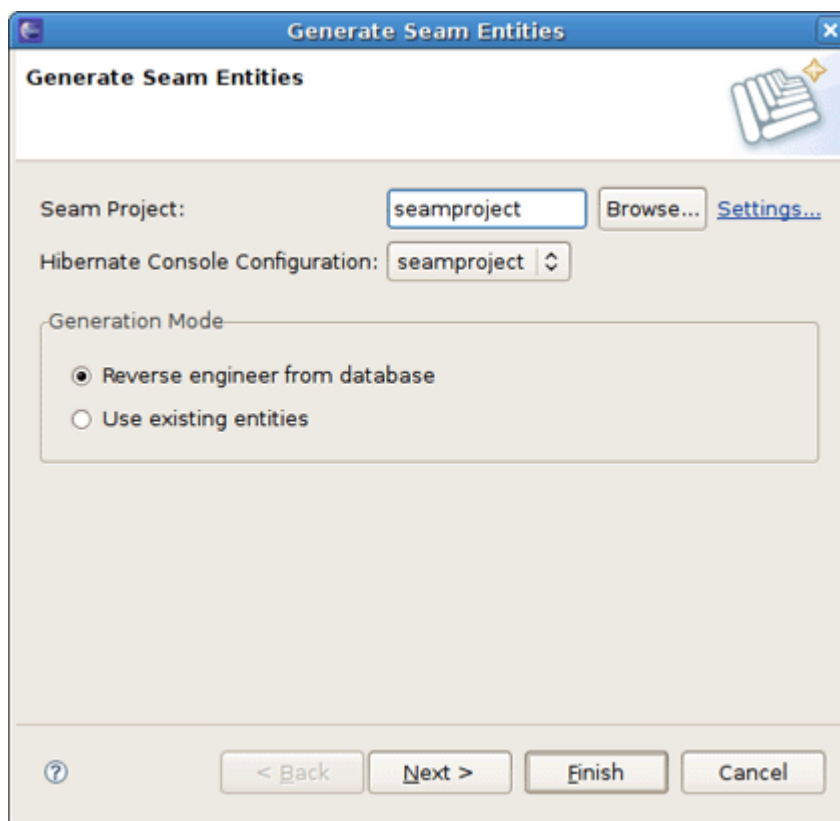 Generate Seam Entities
Generate Seam Entities
Seam Project: seamproject Browse... Settings...
Hibernate Console Configuration: seamproject
Generation Mode
Reverse engineer from database
Use existing entities
? < Back Next > Finish Cancel